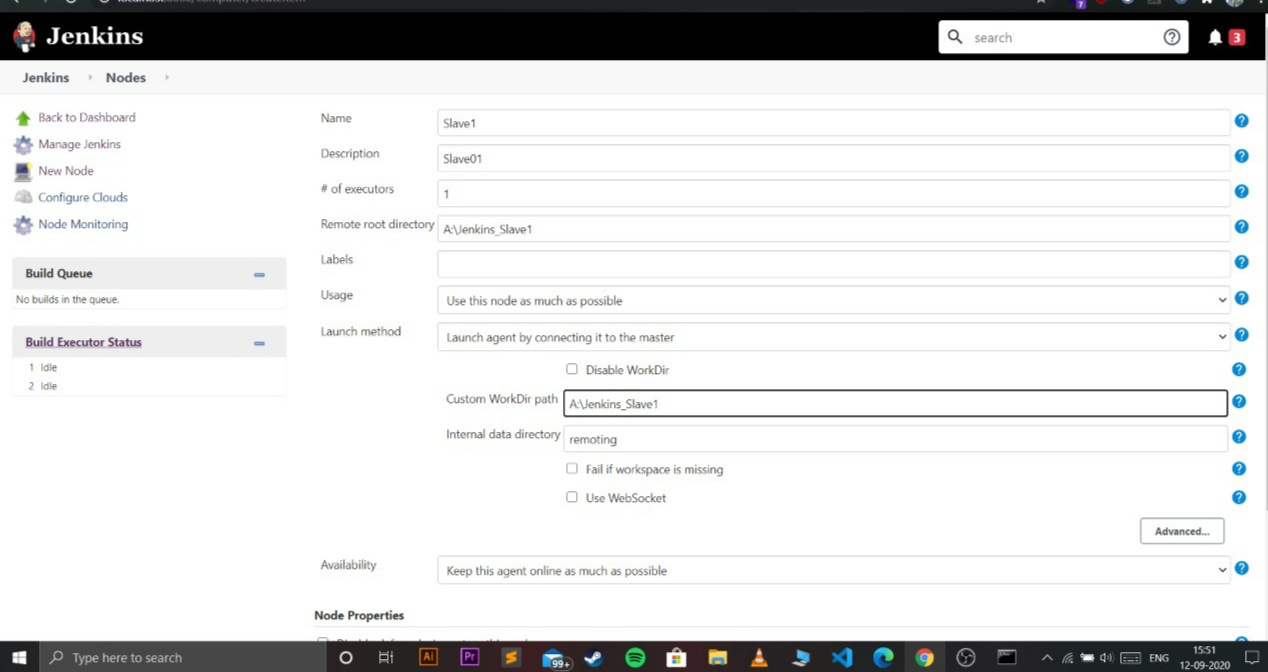 7
Jenkins
search
3
Jenkins
Nodes
Back to Dashboard
Manage Jenkins
New Node
Configure Clouds
Node Monitoring
Build Queue
No builds in the queue.
Build Executor Status
1 Idle
2 Idle
Name
Slave1
Description
Slave01
# of executors
1
Remote root directory
A:\Jenkins_Slave1
Labels
Usage
Use this node as much as possible
Launch method
Launch agent by connecting it to the master
Disable WorkDir
Custom WorkDir path
A:\Jenkins_Slave1
Internal data directory
remoting
Fail if workspace is missing
Use WebSocket
Advanced...
Availability
Keep this agent online as much as possible
Node Properties
Type here to search
Ai
Pr
99+
ENG
15:51
12-09-2020